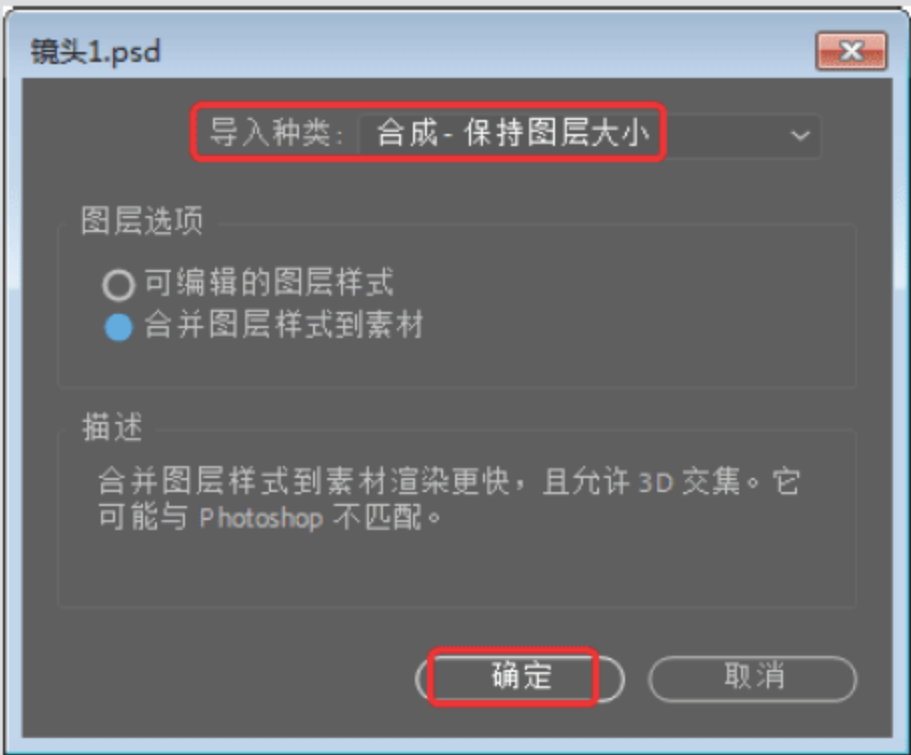 镜头1.psd
导入种类: 合成- 保持图层大小
图层选项
可编辑的图层样式
合并图层样式到素材
描述
合并图层样式到素材渲染更快，且允许 3D 交集。它
可能与 Photoshop 不匹配。
确定 取消